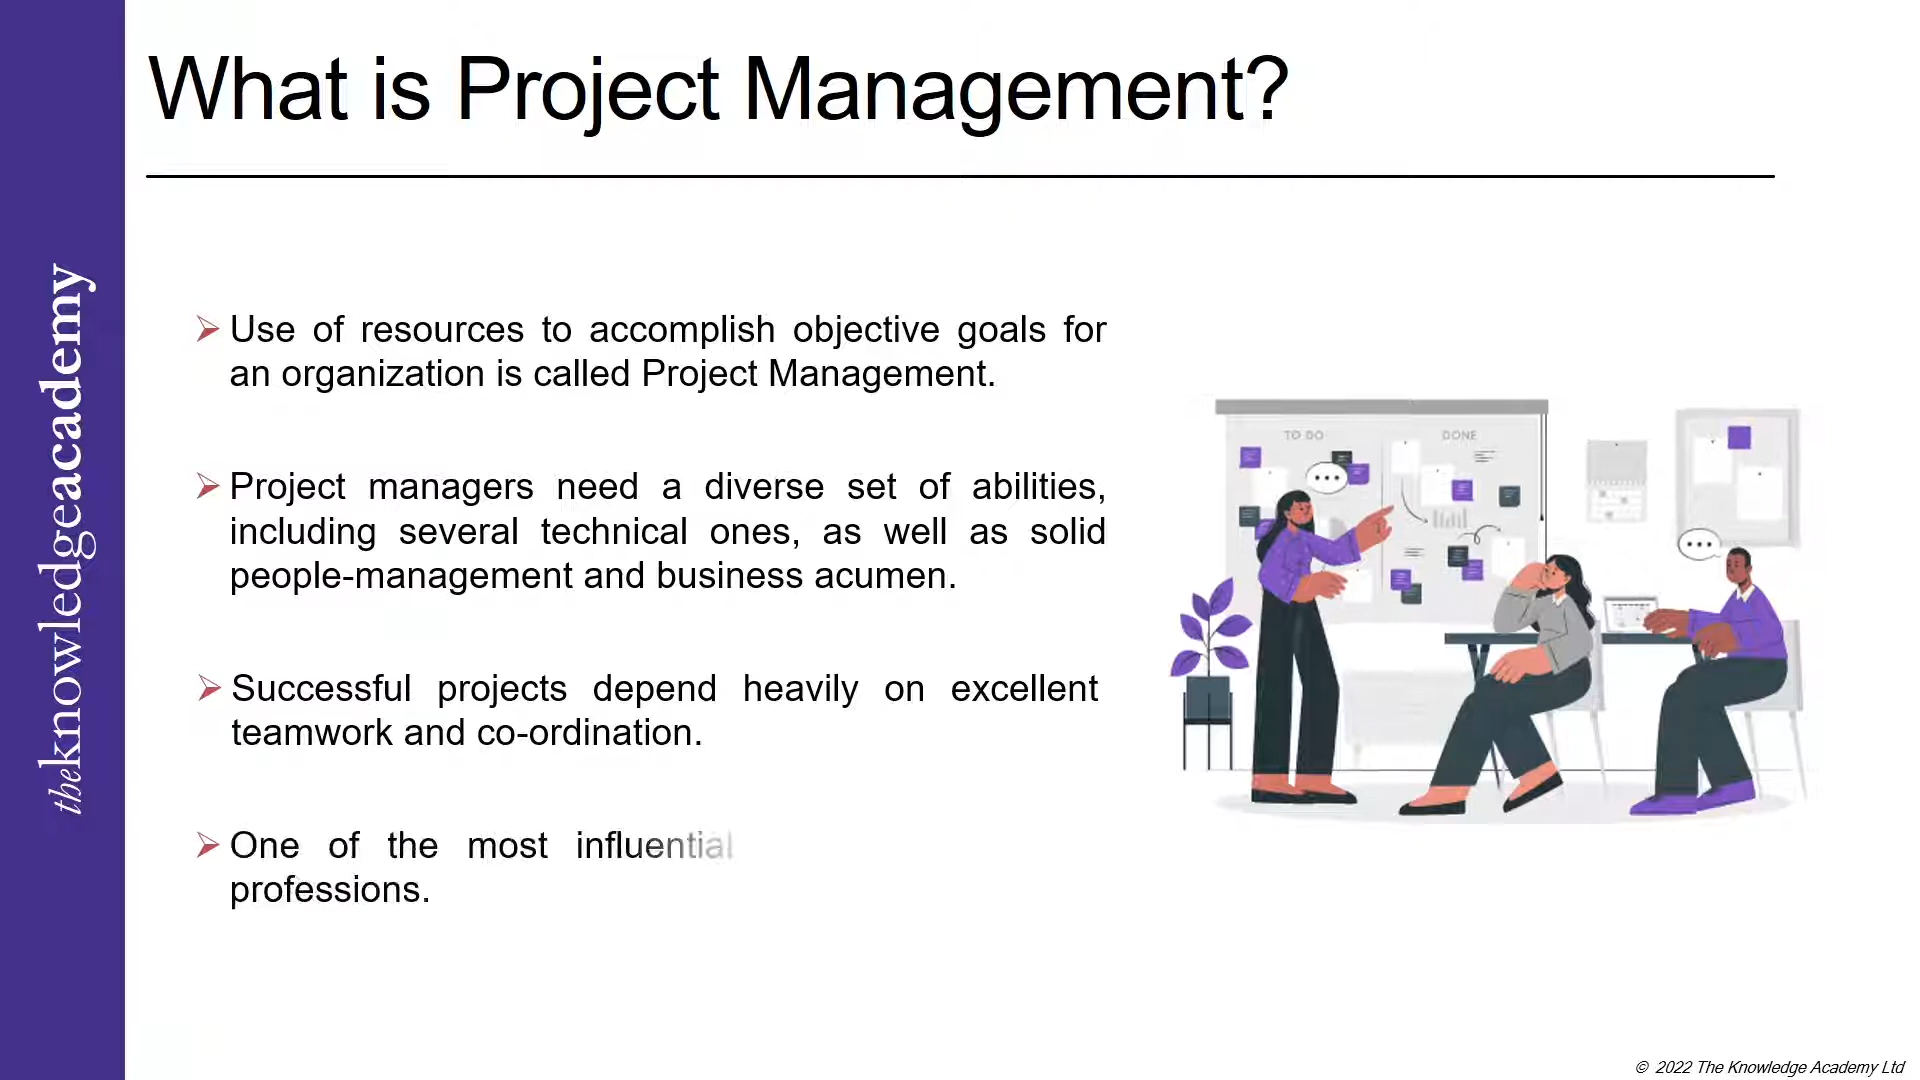 What is Project Management?
theknowledgeacademy
Use of resources to accomplish objective goals for
an organization is called Project Management.
Project managers need a diverse set of abilities,
including several technical ones, as well as solid
people-management and business acumen.
Successful projects depend heavily on excellent
teamwork and co-ordination.
One of the most influential
professions.
TO DO
DONE
© 2022 The Knowledge Academy Ltd